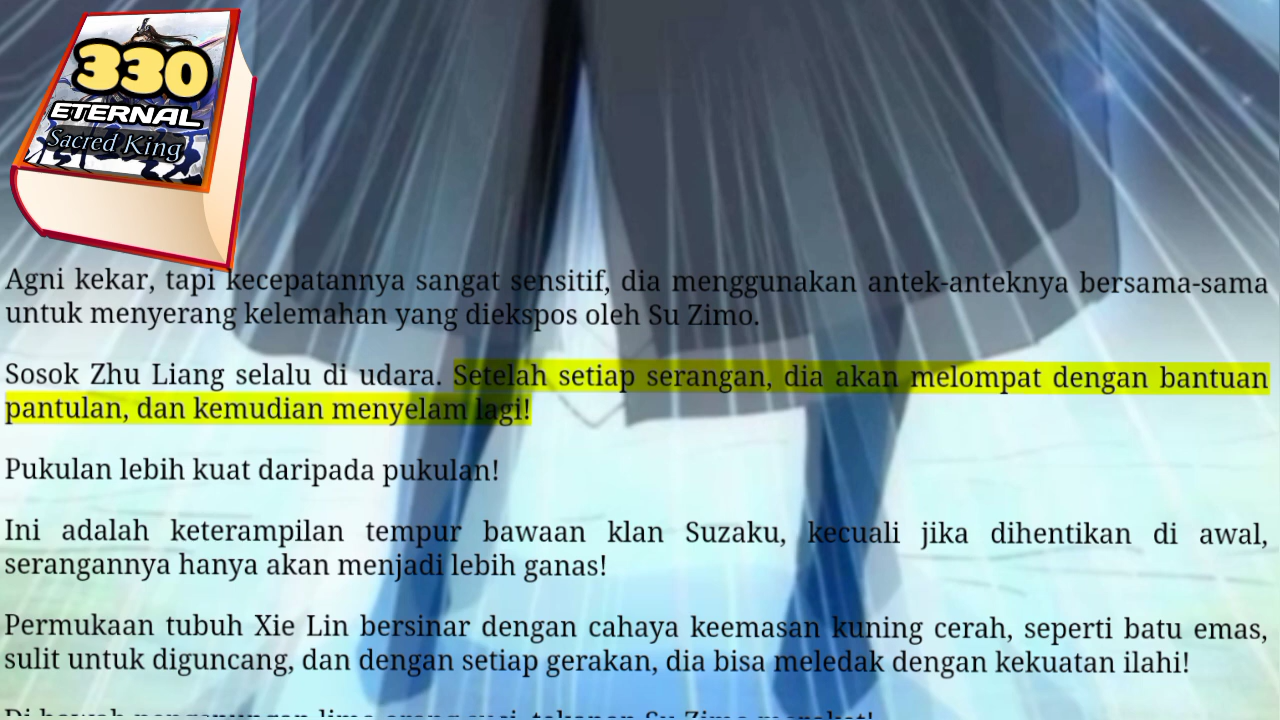 330
ETERNAL
Sacred King
Agni kekar, tapi kecepatannya sangat sensitif, dia menggunakan antek-anteknya bersama-sama
untuk menyerang kelemahan yang diekspos oleh Su Zimo.
Sosok Zhu Liang selalu di udara. Setelah setiap serangan, dia akan melompat dengan bantuan
pantulan, dan kemudian menyelam lagi!
Pukulan lebih kuat daripada pukulan!
Ini adalah keterampilan tempur bawaan klan Suzaku, kecuali jika dihentikan di awal,
serangannya hanya akan menjadi lebih ganas!
Permukaan tubuh Xie Lin bersinar dengan cahaya keemasan kuning cerah, seperti batu emas,
sulit untuk diguncang, dan dengan setiap gerakan, dia bisa meledak dengan kekuatan ilahi!